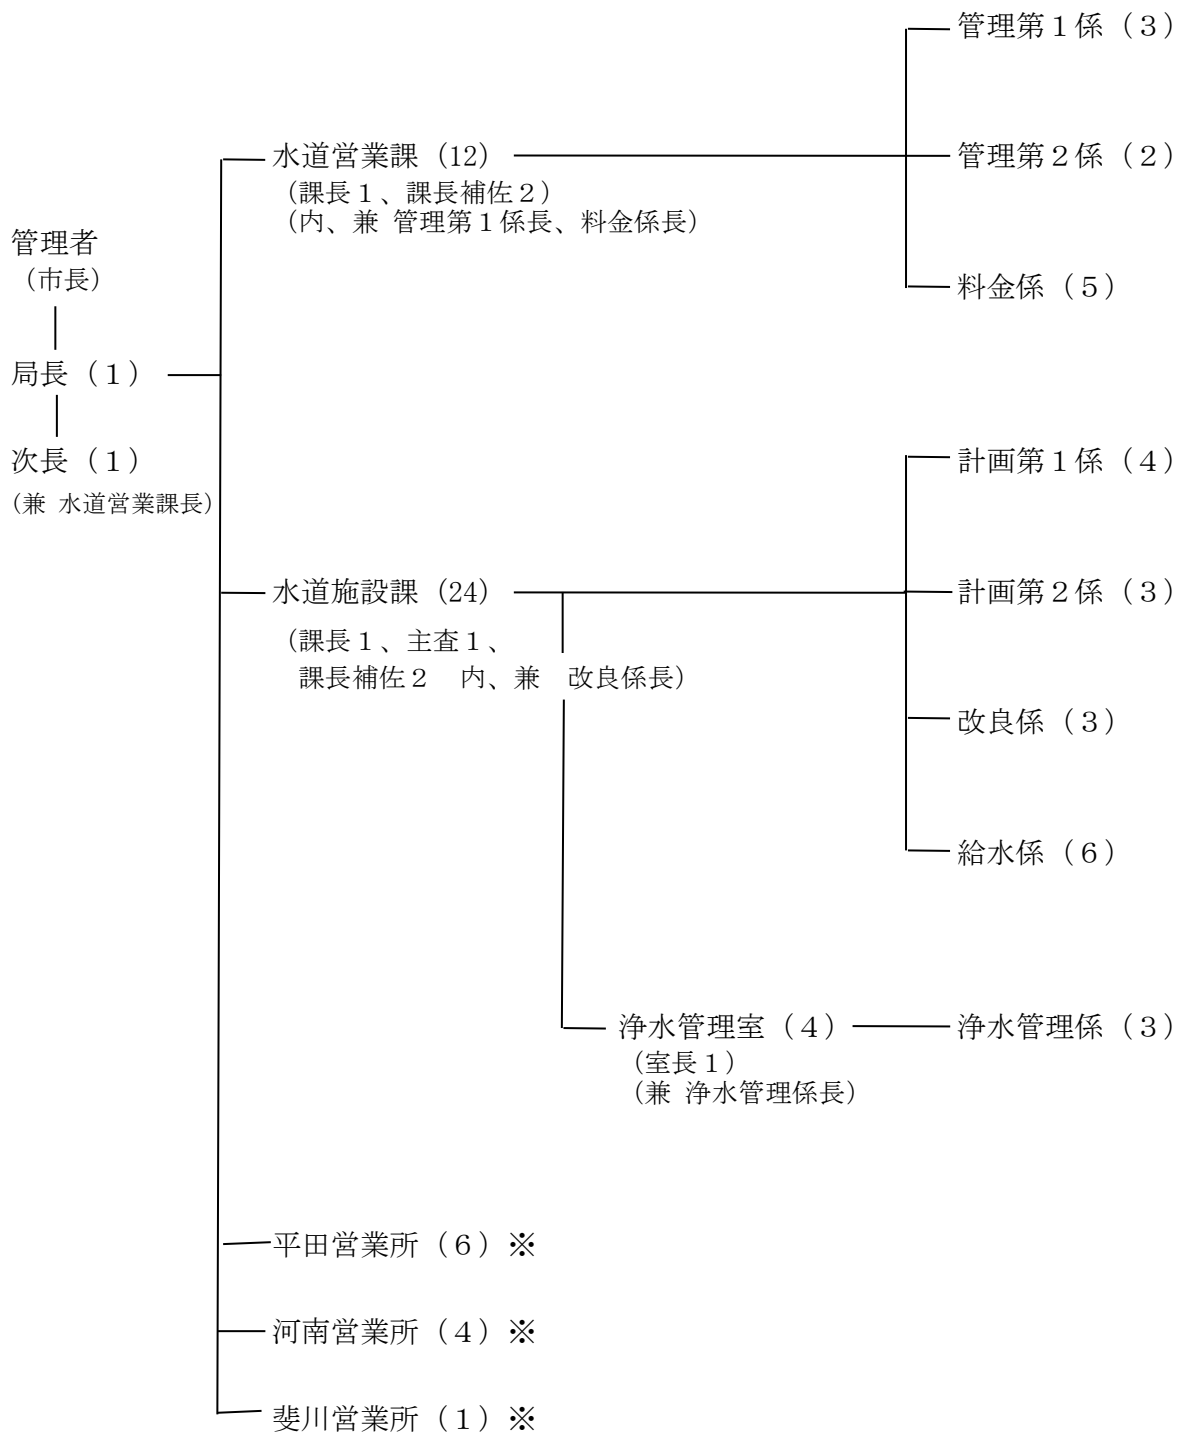 管理第１係（３）
水道営業課（12）
管理第２係（２）
（課長１、課長補佐２）
（内、兼 管理第１係長、料金係長）
管理者
（市長）
料金係（５）
局長（１）
次長（１）
（兼 水道営業課長）
計画第１係（４）
水道施設課（24）
計画第２係（３）
（課長１、主査１、
課長補佐２　内、兼　改良係長）
改良係（３）
給水係（６）
浄水管理室（４）
浄水管理係（３）
（室長１）
（兼 浄水管理係長）
平田営業所（６）※
河南営業所（４）※
斐川営業所（１）※